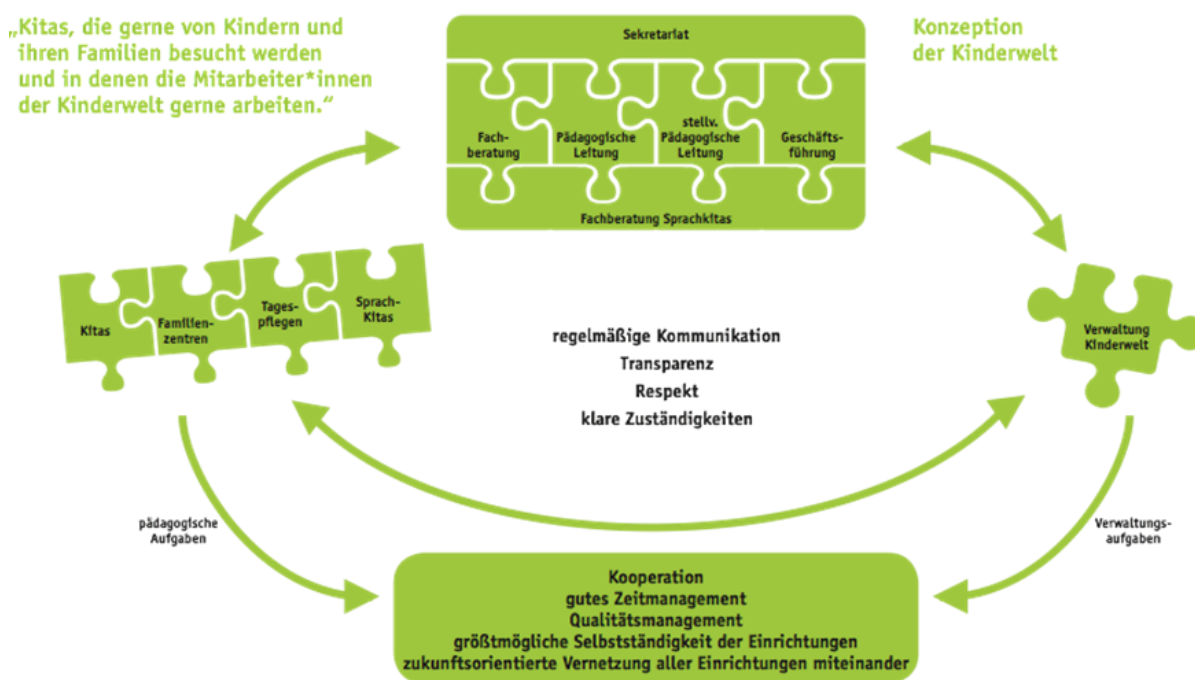 „Kitas, die gerne von Kindern und
ihren Familien besucht werden
und in denen die Mitarbeiter*innen
der Kinderwelt gerne arbeiten.“
Konzeption
der Kinderwelt
Sekretariat
Fach-
beratung
Pädagogische
Leitung
stellv.
Pädagogische
Leitung
Geschäfts-
führung
Fachberatung Sprachkitas
Kitas
Familien-
zentren
Tages-
pflegen
Sprach-
Kitas
regelmäßige Kommunikation
Transparenz
Respekt
klare Zuständigkeiten
Verwaltung
Kinderwelt
pädagogische
Aufgaben
Verwaltungs-
aufgaben
Kooperation
gutes Zeitmanagement
Qualitätsmanagement
größtmögliche Selbstständigkeit der Einrichtungen
zukunftsorientierte Vernetzung aller Einrichtungen miteinander